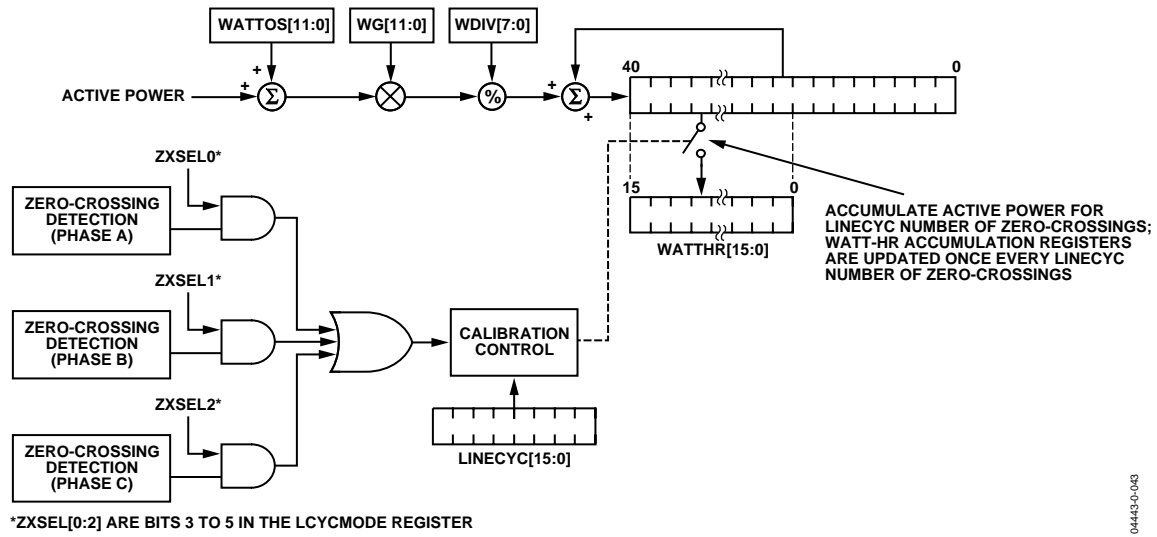 WATTOS[11:0]
WG[11:0]
WDIV[7:0]
+
+
Σ
%
+
Σ
+
40
0
ACTIVE POWER
15
0
WATTHR[15:0]
ACCUMULATE ACTIVE POWER FOR
LINECYC NUMBER OF ZERO-CROSSINGS;
WATT-HR ACCUMULATION REGISTERS
ARE UPDATED ONCE EVERY LINECYC
NUMBER OF ZERO-CROSSINGS
ZXSEL0*
ZERO-CROSSING
DETECTION
(PHASE A)
ZXSEL1*
ZERO-CROSSING
DETECTION
(PHASE B)
CALIBRATION
CONTROL
ZXSEL2*
ZERO-CROSSING
DETECTION
(PHASE C)
LINECYC[15:0]
*ZXSEL[0:2] ARE BITS 3 TO 5 IN THE LCYCMODE REGISTER
04443-0-043